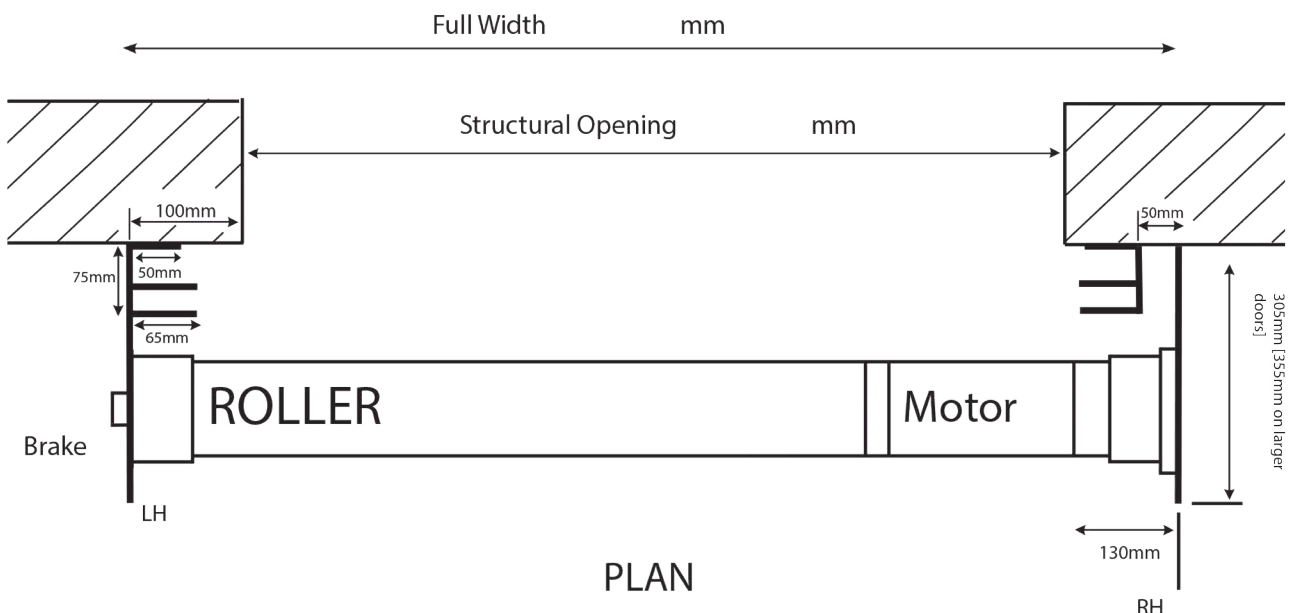 Full Width mm
Structural Opening mm
100mm
50mm
75mm
50mm
65mm
305mm [355mm on larger
doors]
ROLLER
Motor
Brake
LH
130mm
PLAN
RH